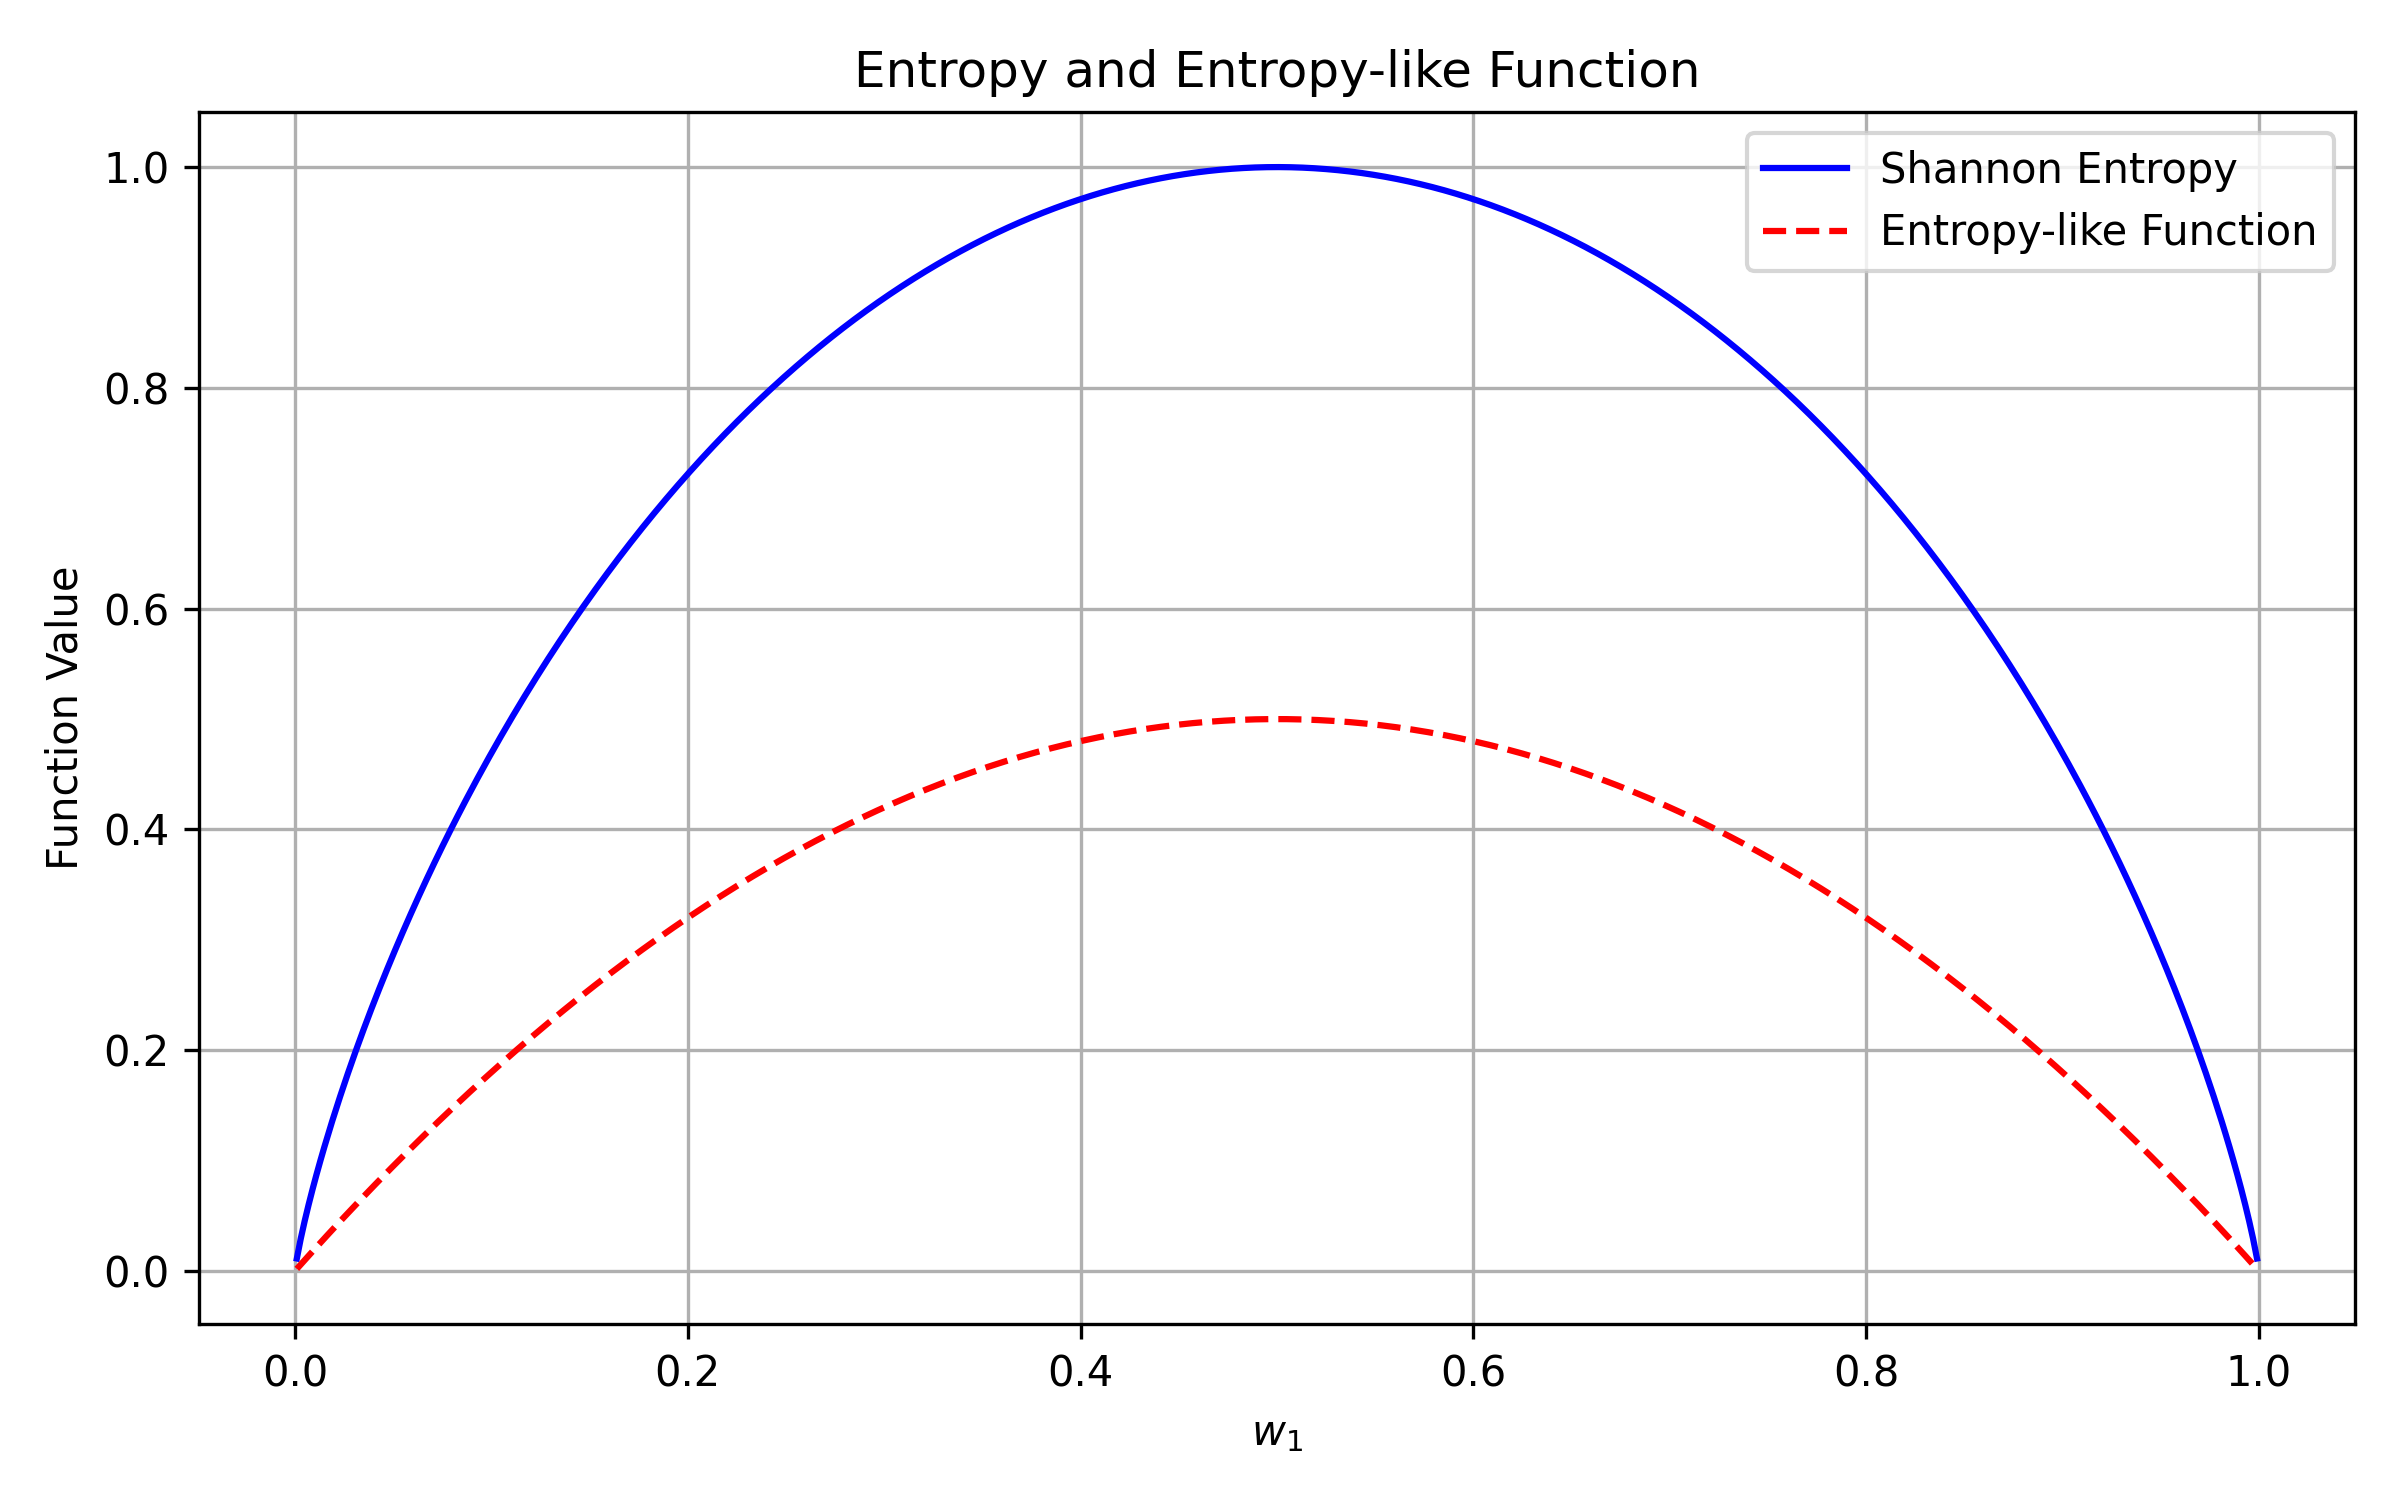 Entropy and Entropy-like Function
Shannon Entropy
Entropy-like Function
Function Value
1.0
0.8
0.6
0.4
0.2
0.0
0.0 0.2 0.4 0.6 0.8 1.0
w₁